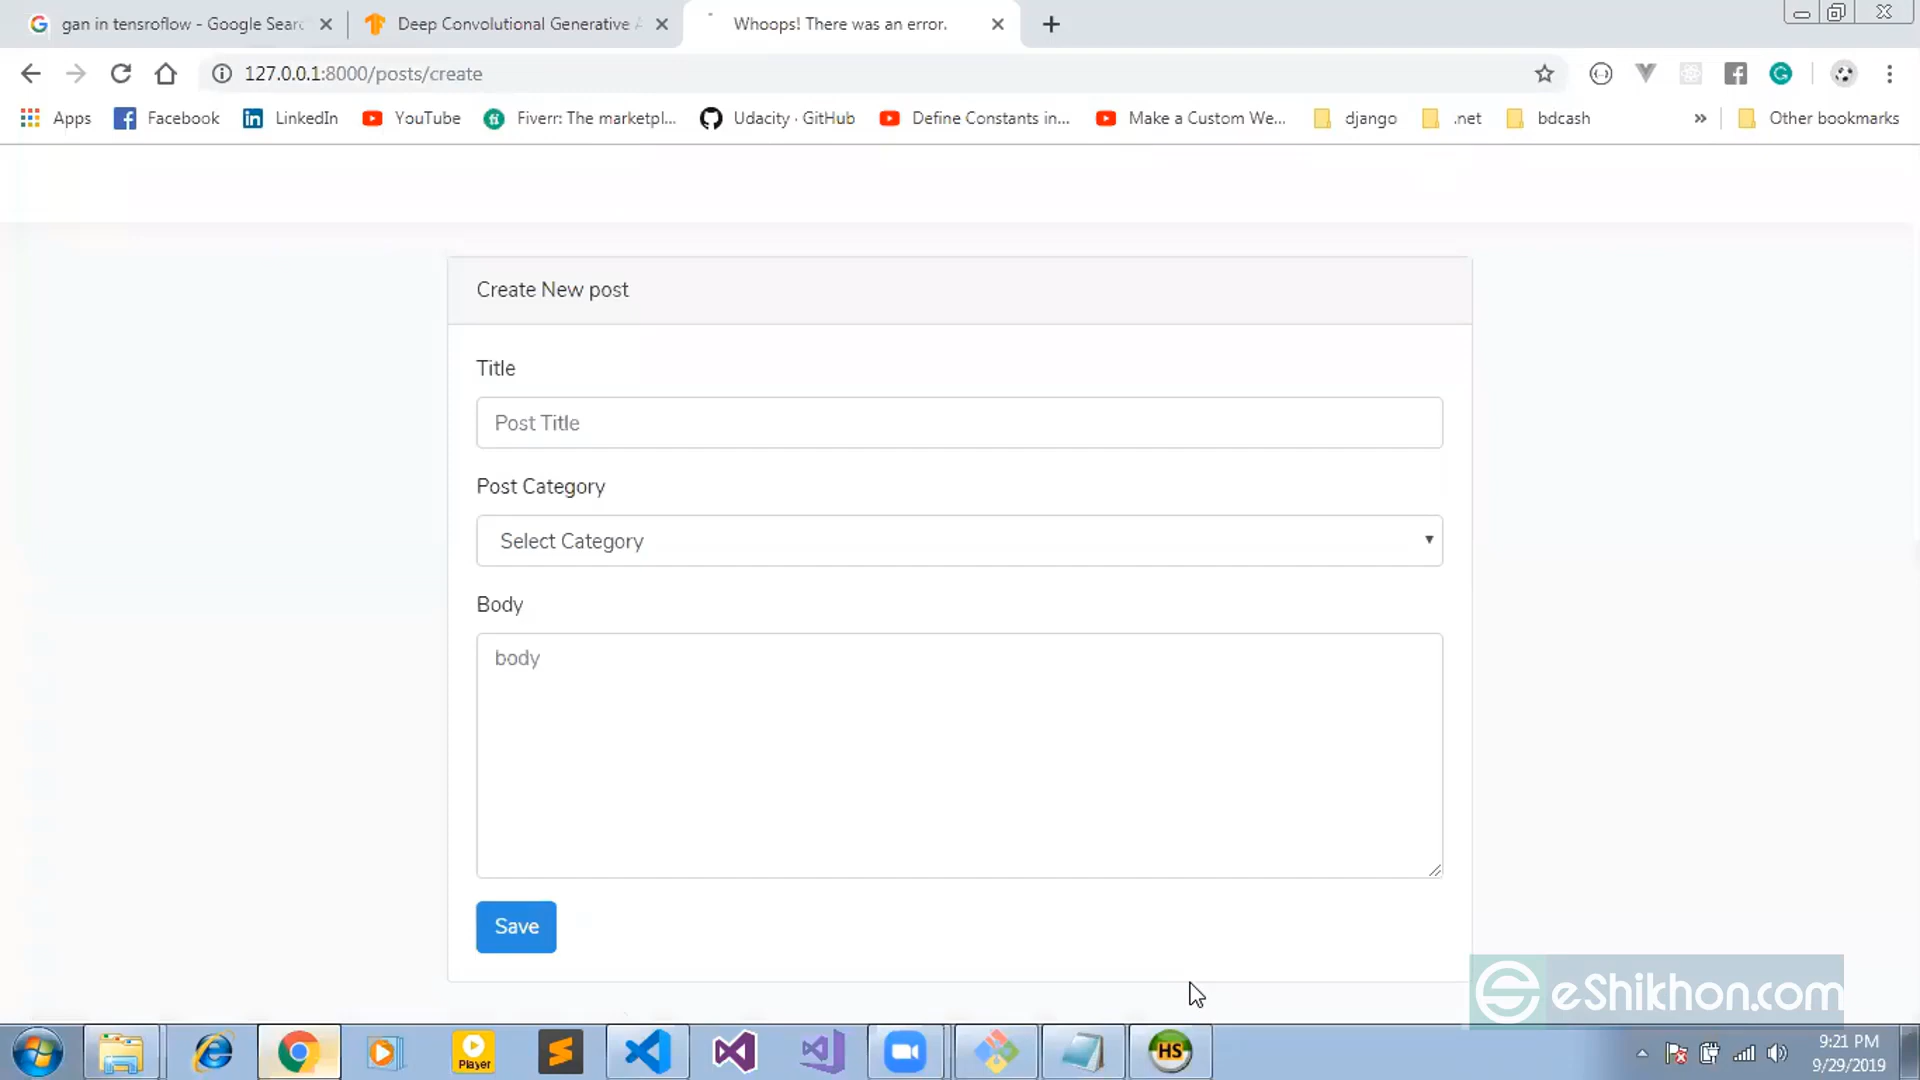 gan in tensroflow - Google Searc
Deep Convolutional Generative A
Whoops! There was an error.
127.0.0.1:8000/posts/create
Apps
Facebook
LinkedIn
YouTube
Fiverr: The marketpl...
Udacity · GitHub
Define Constants in...
Make a Custom We...
django
.net
bdcash
»
Other bookmarks
Create New post
Title
Post Title
Post Category
Select Category
Body
body
Save
eShikhon.com
Player
HS
9:21 PM
9/29/2019